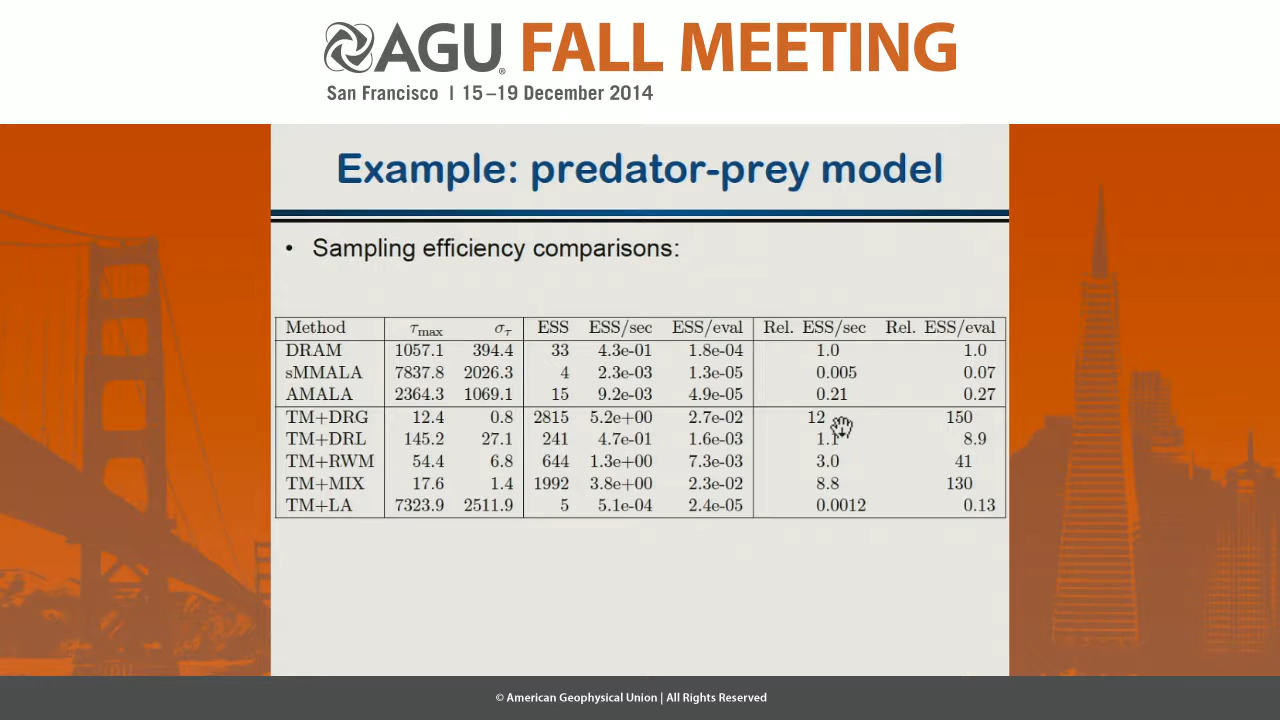 AGU FALL MEETING
San Francisco | 15–19 December 2014
Example: predator-prey model
• Sampling efficiency comparisons:
Method τmax στ ESS ESS/sec ESS/eval Rel. ESS/sec Rel. ESS/eval
DRAM 1057.1 394.4 33 4.3e-01 1.8e-04 1.0 1.0
sMMALA 7837.8 2026.3 4 2.3e-03 1.3e-05 0.005 0.07
AMALA 2364.3 1069.1 15 9.2e-03 4.9e-05 0.21 0.27
TM+DRG 12.4 0.8 2815 5.2e+00 2.7e-02 12 150
TM+DRL 145.2 27.1 241 4.7e-01 1.6e-03 1.1 8.9
TM+RWM 54.4 6.8 644 1.3e+00 7.3e-03 3.0 41
TM+MIX 17.6 1.4 1992 3.8e+00 2.3e-02 8.8 130
TM+LA 7323.9 2511.9 5 5.1e-04 2.4e-05 0.0012 0.13
© American Geophysical Union | All Rights Reserved